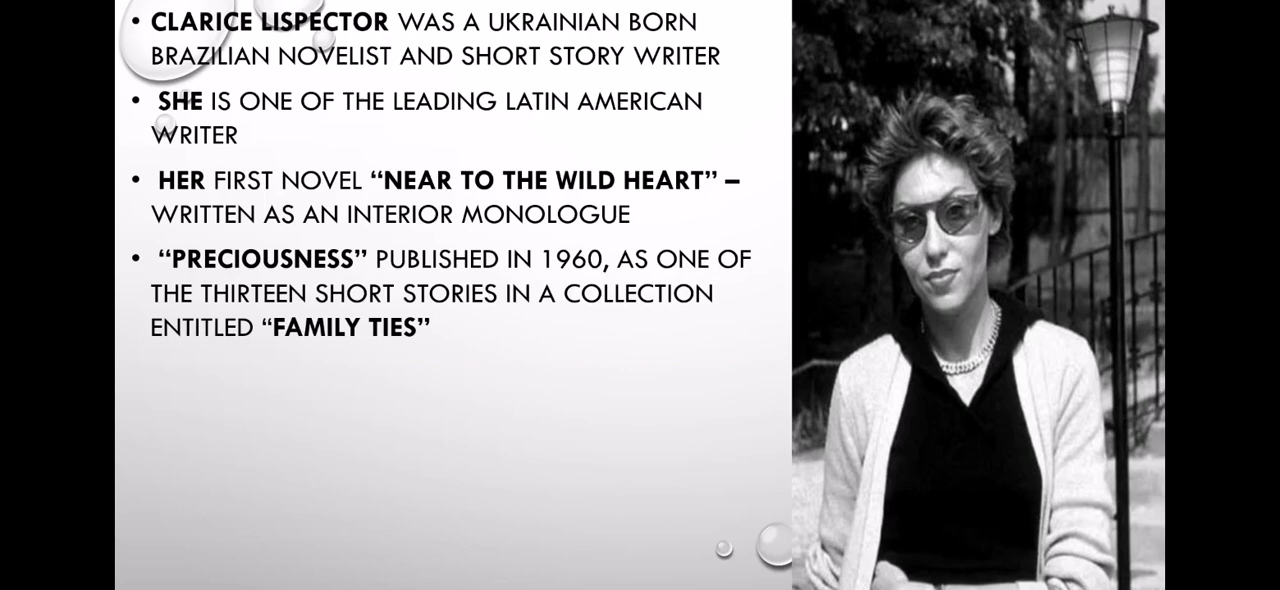 • CLARICE LISPECTOR WAS A UKRAINIAN BORN
BRAZILIAN NOVELIST AND SHORT STORY WRITER
• SHE IS ONE OF THE LEADING LATIN AMERICAN
WRITER
• HER FIRST NOVEL “NEAR TO THE WILD HEART” –
WRITTEN AS AN INTERIOR MONOLOGUE
• “PRECIOUSNESS” PUBLISHED IN 1960, AS ONE OF
THE THIRTEEN SHORT STORIES IN A COLLECTION
ENTITLED “FAMILY TIES”